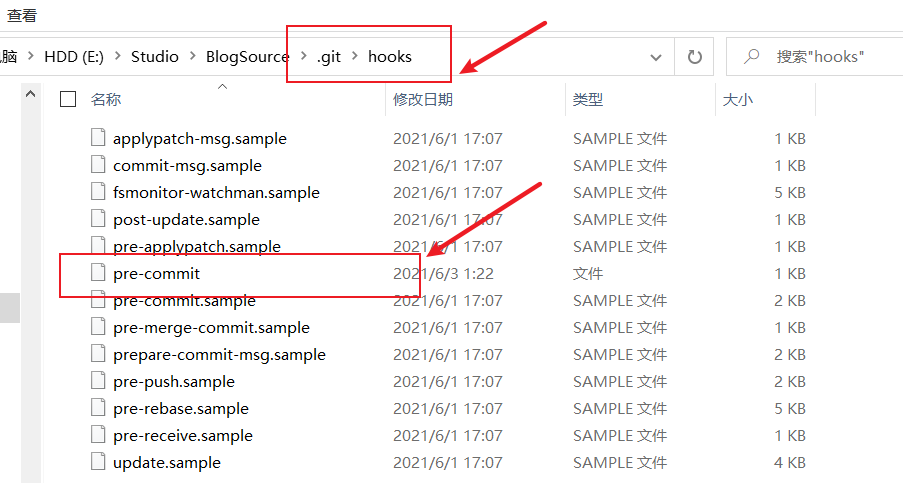 查看
脑 > HDD (E:) > Studio > BlogSource > .git > hooks 搜索"hooks"
名称 修改日期 类型 大小
applypatch-msg.sample 2021/6/1 17:07 SAMPLE 文件 1 KB
commit-msg.sample 2021/6/1 17:07 SAMPLE 文件 1 KB
fsmonitor-watchman.sample 2021/6/1 17:07 SAMPLE 文件 5 KB
post-update.sample 2021/6/1 17:07 SAMPLE 文件 1 KB
pre-applypatch.sample 2021/6/1 17:07 SAMPLE 文件 1 KB
pre-commit 2021/6/3 1:22 文件 1 KB
pre-commit.sample 2021/6/1 17:07 SAMPLE 文件 2 KB
pre-merge-commit.sample 2021/6/1 17:07 SAMPLE 文件 1 KB
prepare-commit-msg.sample 2021/6/1 17:07 SAMPLE 文件 2 KB
pre-push.sample 2021/6/1 17:07 SAMPLE 文件 2 KB
pre-rebase.sample 2021/6/1 17:07 SAMPLE 文件 5 KB
pre-receive.sample 2021/6/1 17:07 SAMPLE 文件 1 KB
update.sample 2021/6/1 17:07 SAMPLE 文件 4 KB